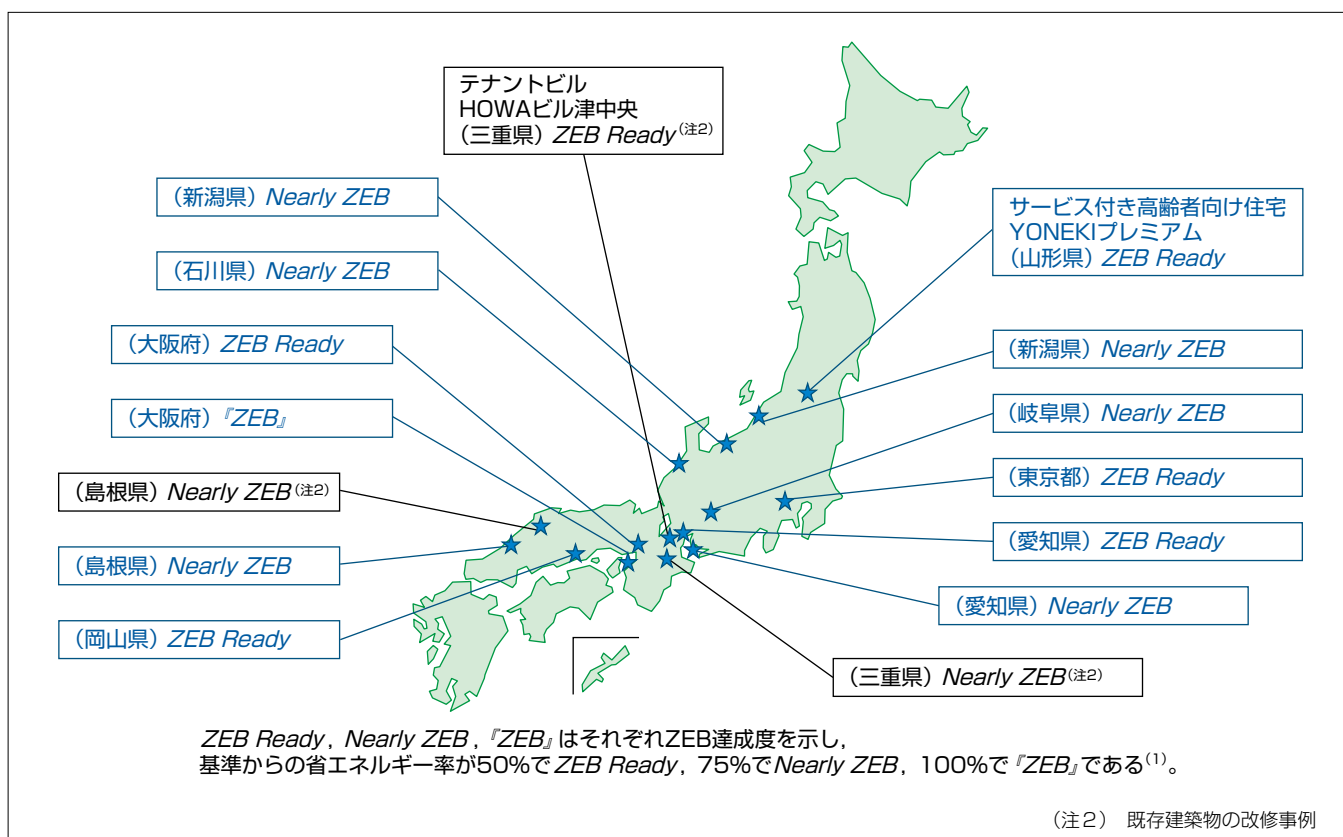 テナントビル
HOWAビル津中央
(三重県) ZEB Ready(注2)
(新潟県) Nearly ZEB
(石川県) Nearly ZEB
(大阪府) ZEB Ready
(大阪府) 『ZEB』
(島根県) Nearly ZEB(注2)
(島根県) Nearly ZEB
(岡山県) ZEB Ready
サービス付き高齢者向け住宅
YONEKIプレミアム
(山形県) ZEB Ready
(新潟県) Nearly ZEB
(岐阜県) Nearly ZEB
(東京都) ZEB Ready
(愛知県) ZEB Ready
(愛知県) Nearly ZEB
(三重県) Nearly ZEB(注2)
ZEB Ready, Nearly ZEB, 『ZEB』はそれぞれZEB達成度を示し,
基準からの省エネルギー率が50%でZEB Ready, 75%でNearly ZEB, 100%で『ZEB』である(1)。
(注2) 既存建築物の改修事例